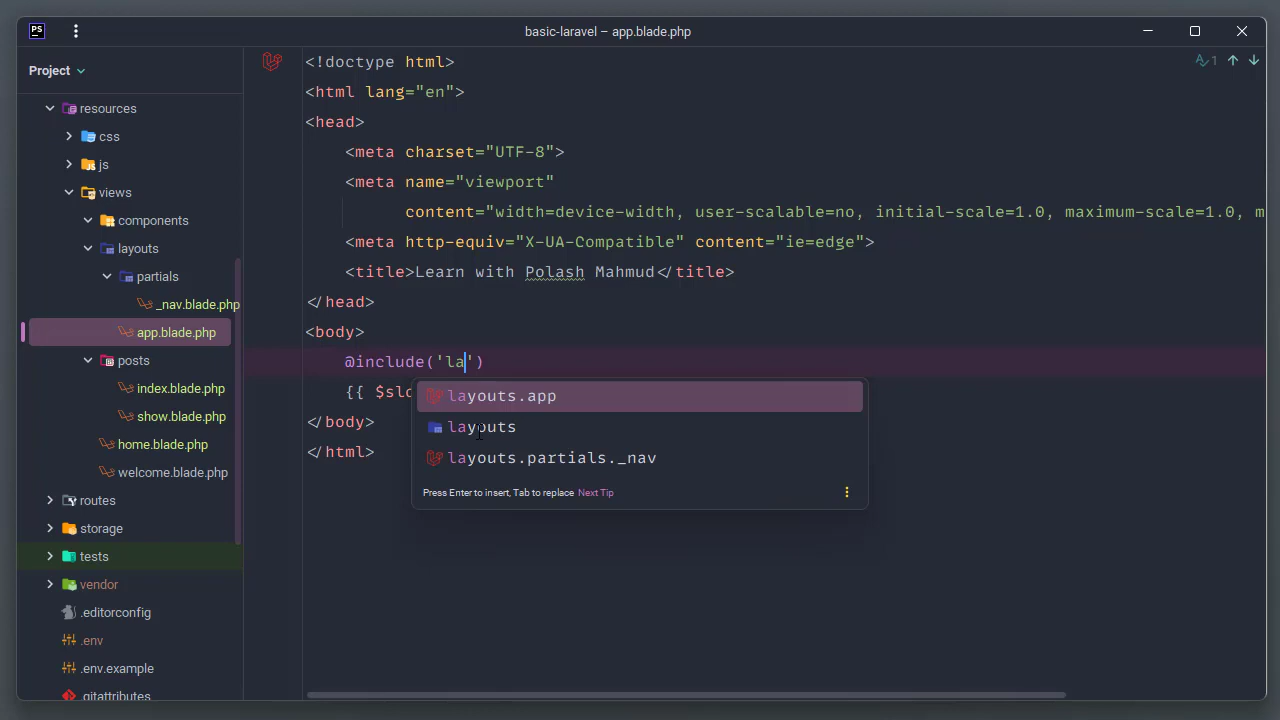 PS
basic-laravel – app.blade.php
Project
resources
css
js
views
components
layouts
partials
_nav.blade.php
app.blade.php
posts
index.blade.php
show.blade.php
home.blade.php
welcome.blade.php
routes
storage
tests
vendor
.editorconfig
.env
.env.example
.gitattributes
1
<!doctype html>
<html lang="en">
<head>
<meta charset="UTF-8">
<meta name="viewport"
content="width=device-width, user-scalable=no, initial-scale=1.0, maximum-scale=1.0, m
<meta http-equiv="X-UA-Compatible" content="ie=edge">
<title>Learn with Polash Mahmud</title>
</head>
<body>
@include('la')
{{ $slo
</body>
</html>
layouts.app
layouts
layouts.partials._nav
Press Enter to insert, Tab to replace Next Tip